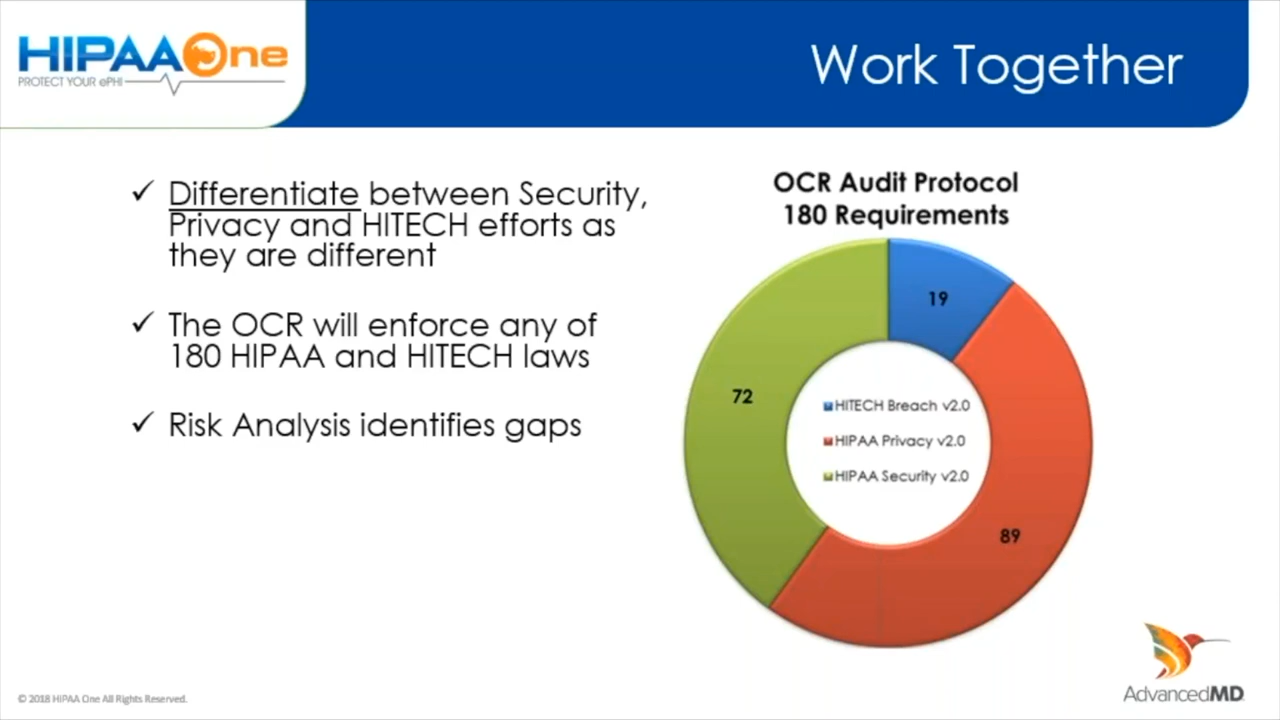 HIPAAOne
PROTECT YOUR ePHI
Work Together
✓ Differentiate between Security,
Privacy and HITECH efforts as
they are different
✓ The OCR will enforce any of
180 HIPAA and HITECH laws
✓ Risk Analysis identifies gaps
OCR Audit Protocol
180 Requirements
19
72
89
HITECH Breach v2.0
HIPAA Privacy v2.0
HIPAA Security v2.0
© 2018 HIPAA One All Rights Reserved.
AdvancedMD